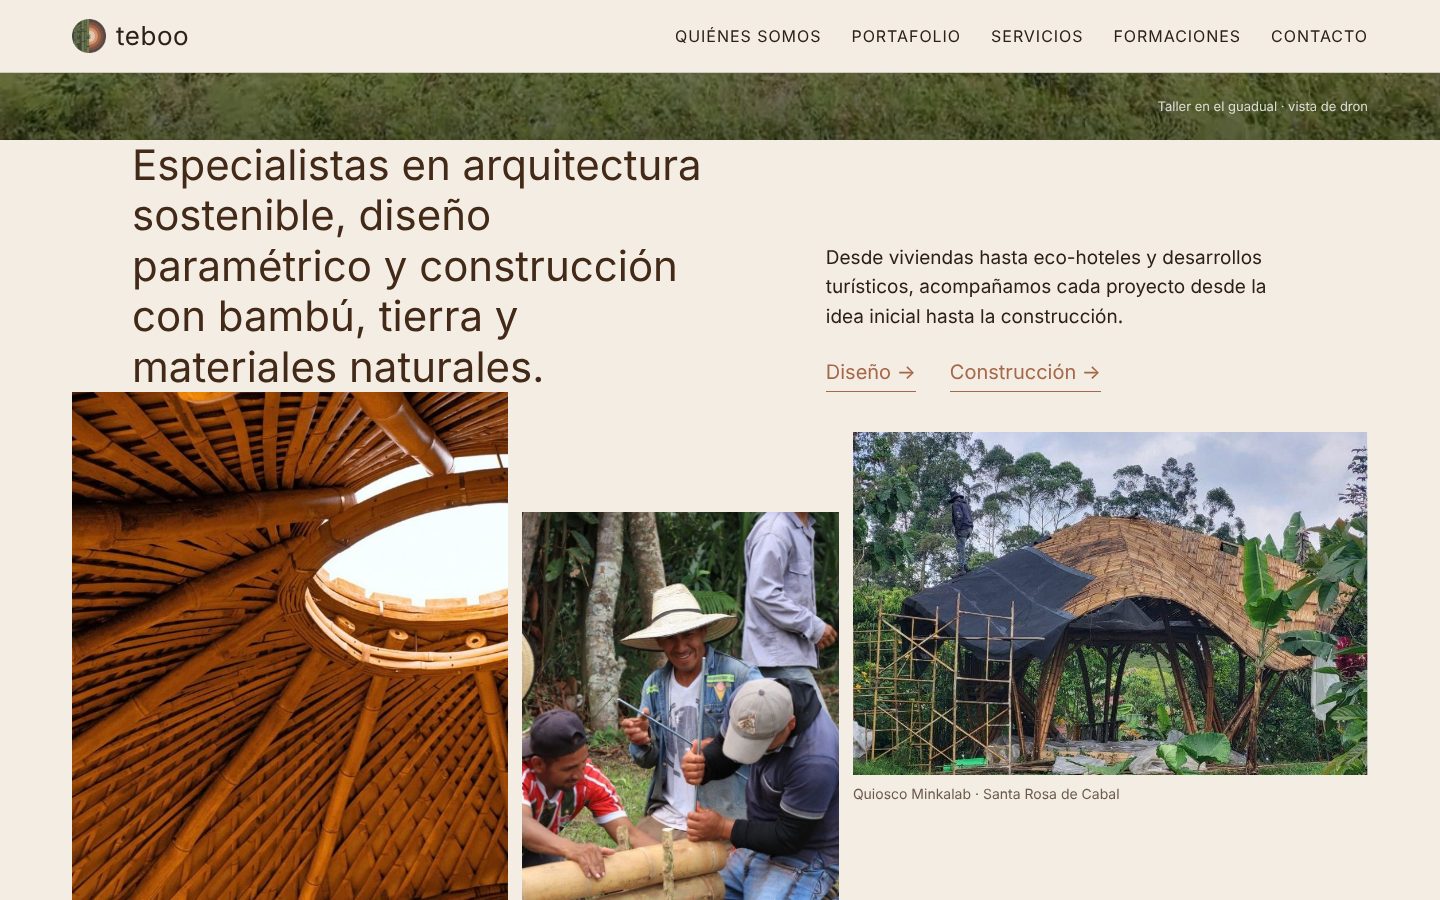 teboo
QUIÉNES SOMOS
PORTAFOLIO
SERVICIOS
FORMACIONES
CONTACTO
Taller en el guadual · vista de dron
Especialistas en arquitectura
sostenible, diseño
paramétrico y construcción
con bambú, tierra y
materiales naturales.
Desde viviendas hasta eco-hoteles y desarrollos
turísticos, acompañamos cada proyecto desde la
idea inicial hasta la construcción.
Diseño →
Construcción →
Quiosco Minkalab · Santa Rosa de Cabal